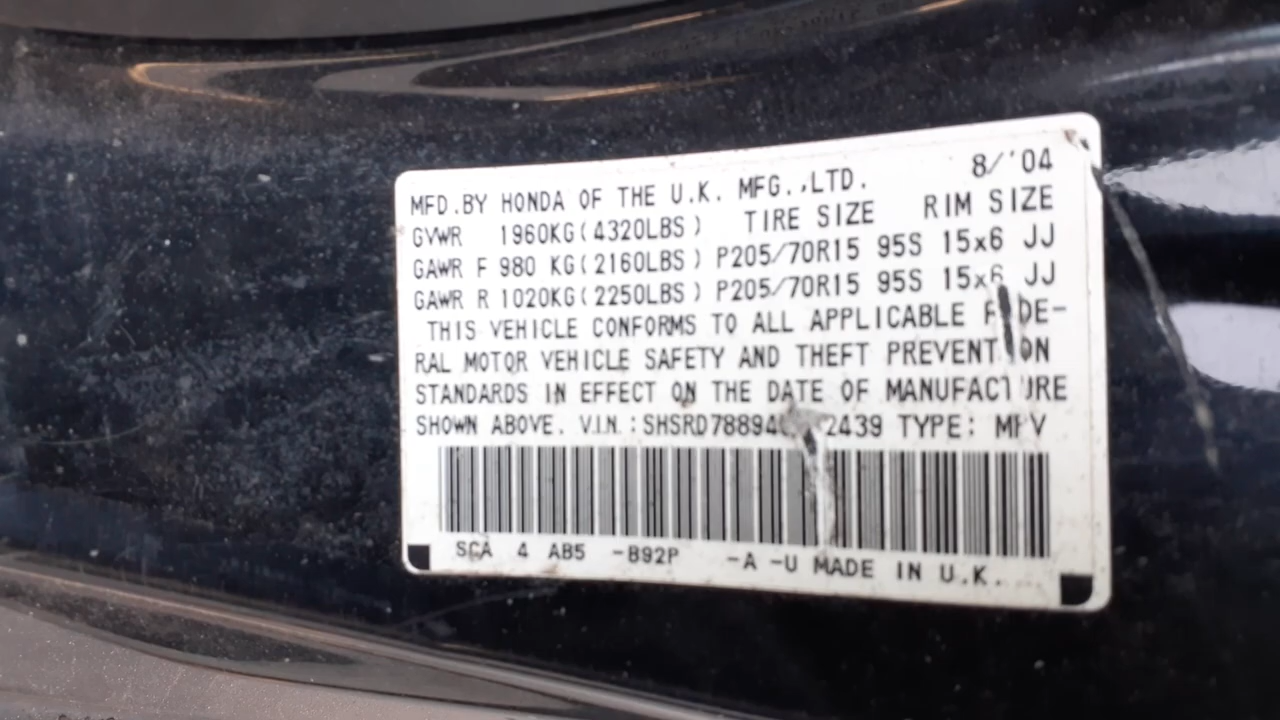 MFD.BY HONDA OF THE U.K. MFG.,LTD. 8/'04
GVWR 1960KG(4320LBS) TIRE SIZE RIM SIZE
GAWR F 980 KG(2160LBS) P205/70R15 95S 15x6 JJ
GAWR R 1020KG(2250LBS) P205/70R15 95S 15x6 JJ
THIS VEHICLE CONFORMS TO ALL APPLICABLE FEDE-
RAL MOTOR VEHICLE SAFETY AND THEFT PREVENTION
STANDARDS IN EFFECT ON THE DATE OF MANUFACTURE
SHOWN ABOVE. V.I.N.: TYPE: MPV
SCA 4 AB5 -B92P -A -U MADE IN U.K.